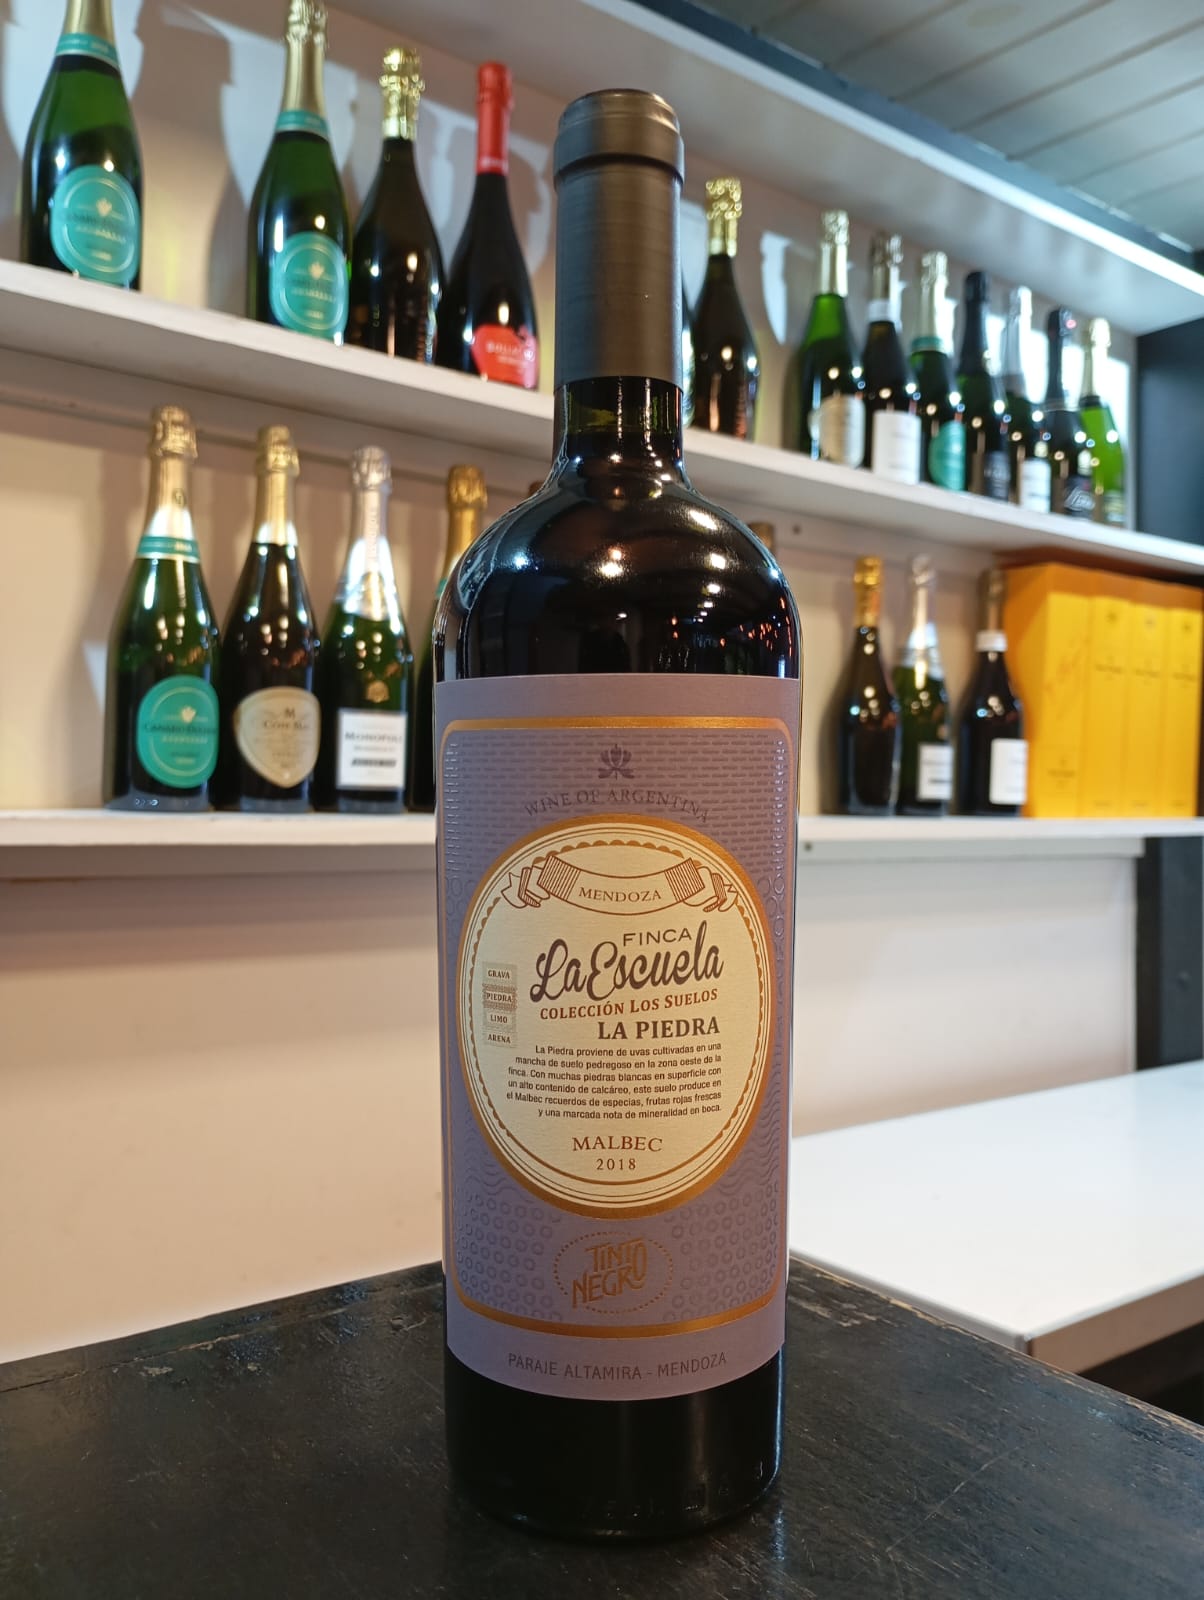 WINE OF ARGENTINA
MENDOZA
FINCA
La Escuela
COLECCIÓN LOS SUELOS
LA PIEDRA
GRAVA
PIEDRA
LIMO
ARENA
La Piedra proviene de uvas cultivadas en una
mancha de suelo pedregoso en la zona oeste de la
finca. Con muchas piedras blancas en superficie con
un alto contenido de calcáreo, este suelo produce en
el Malbec recuerdos de especias, frutas rojas frescas
y una marcada nota de mineralidad en boca.
MALBEC
2018
TINTO
NEGRO
PARAJE ALTAMIRA - MENDOZA
MONOPOLE